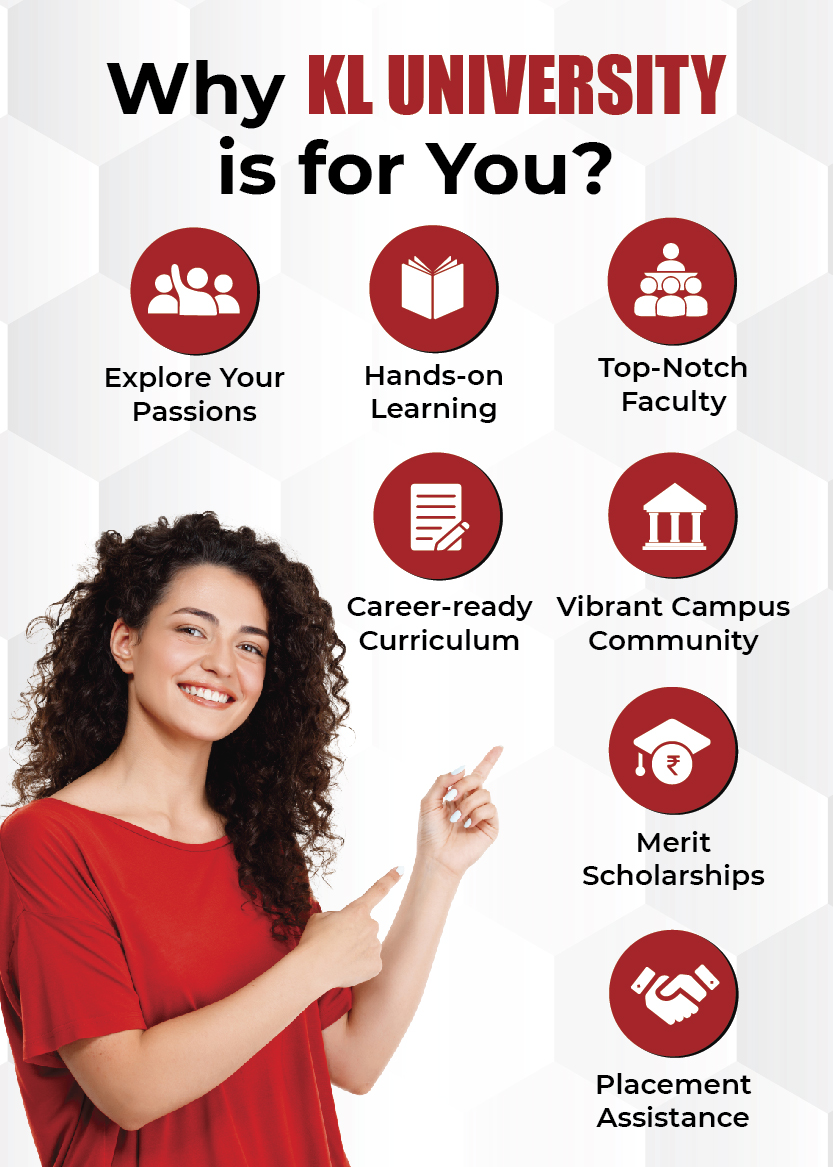 Why KL UNIVERSITY
is for You?
Explore Your
Passions
Hands-on
Learning
Top-Notch
Faculty
Career-ready
Curriculum
Vibrant Campus
Community
₹
Merit
Scholarships
Placement
Assistance